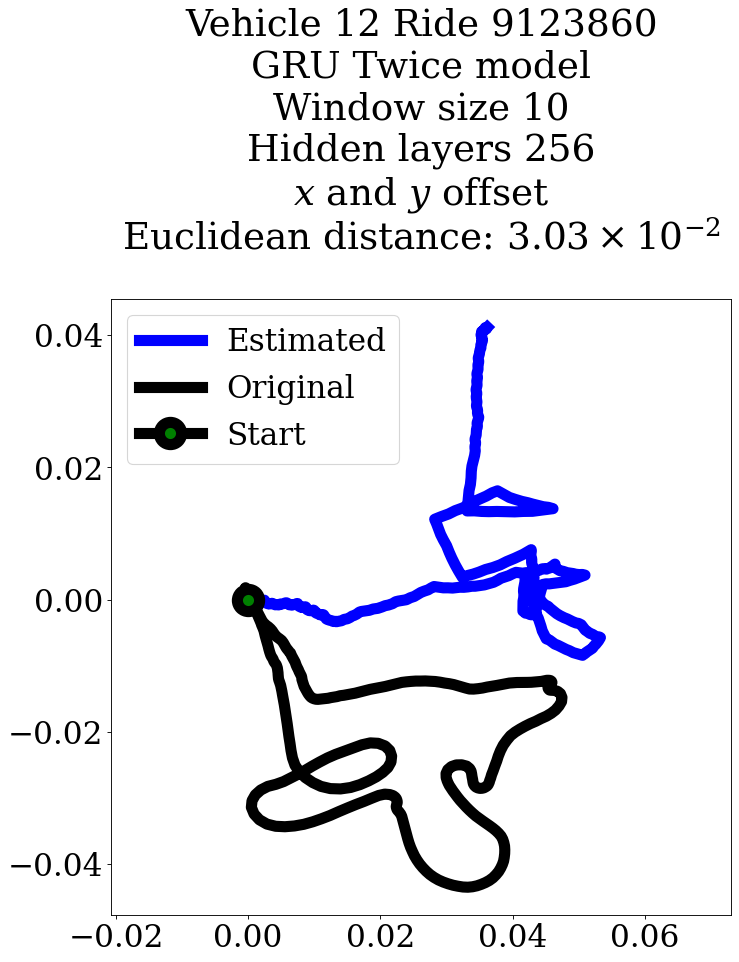 Vehicle 12 Ride 9123860
GRU Twice model
Window size 10
Hidden layers 256
x and y offset
Euclidean distance: 3.03 × 10⁻²
Estimated
Original
Start
0.04
0.02
0.00
−0.02
−0.04
−0.02 0.00 0.02 0.04 0.06